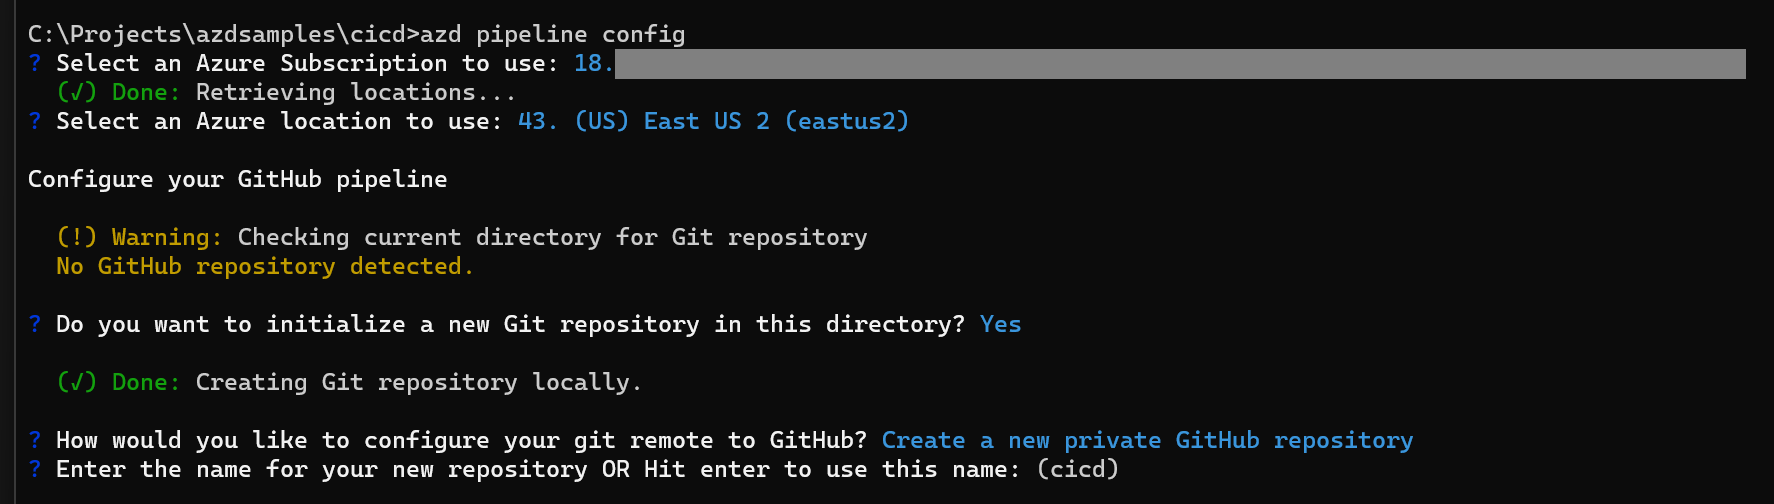 C:\Projects\azdsamples\cicd>azd pipeline config
? Select an Azure Subscription to use: 18.
(√) Done: Retrieving locations...
? Select an Azure location to use: 43. (US) East US 2 (eastus2)
Configure your GitHub pipeline
(!) Warning: Checking current directory for Git repository
No GitHub repository detected.
? Do you want to initialize a new Git repository in this directory? Yes
(√) Done: Creating Git repository locally.
? How would you like to configure your git remote to GitHub? Create a new private GitHub repository
? Enter the name for your new repository OR Hit enter to use this name: (cicd)